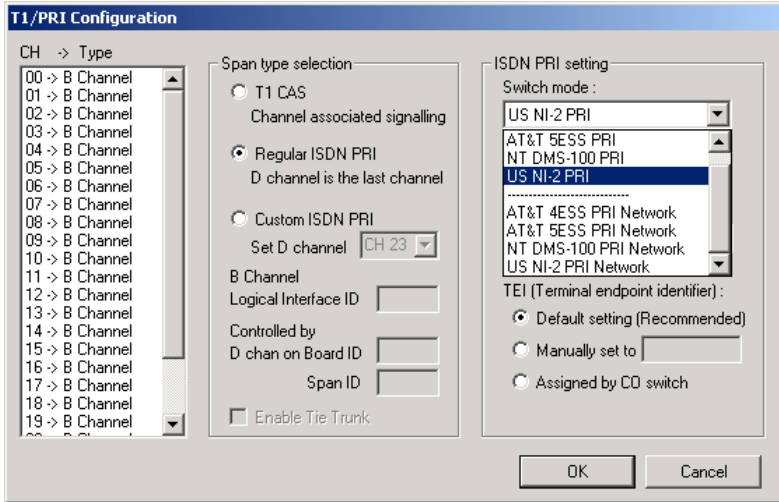 T1/PRI Configuration
CH -> Type
00 -> B Channel
01 -> B Channel
02 -> B Channel
03 -> B Channel
04 -> B Channel
05 -> B Channel
06 -> B Channel
07 -> B Channel
08 -> B Channel
09 -> B Channel
10 -> B Channel
11 -> B Channel
12 -> B Channel
13 -> B Channel
14 -> B Channel
15 -> B Channel
16 -> B Channel
17 -> B Channel
18 -> B Channel
19 -> B Channel
Span type selection
T1 CAS
Channel associated signalling
Regular ISDN PRI
D channel is the last channel
Custom ISDN PRI
Set D channel CH 23
B Channel
Logical Interface ID
Controlled by
D chan on Board ID
Span ID
Enable Tie Trunk
ISDN PRI setting
Switch mode :
US NI-2 PRI
AT&T 5ESS PRI
NT DMS-100 PRI
US NI-2 PRI
----------------------------
AT&T 4ESS PRI Network
AT&T 5ESS PRI Network
NT DMS-100 PRI Network
US NI-2 PRI Network
TEI (Terminal endpoint identifier) :
Default setting (Recommended)
Manually set to
Assigned by CO switch
OK
Cancel